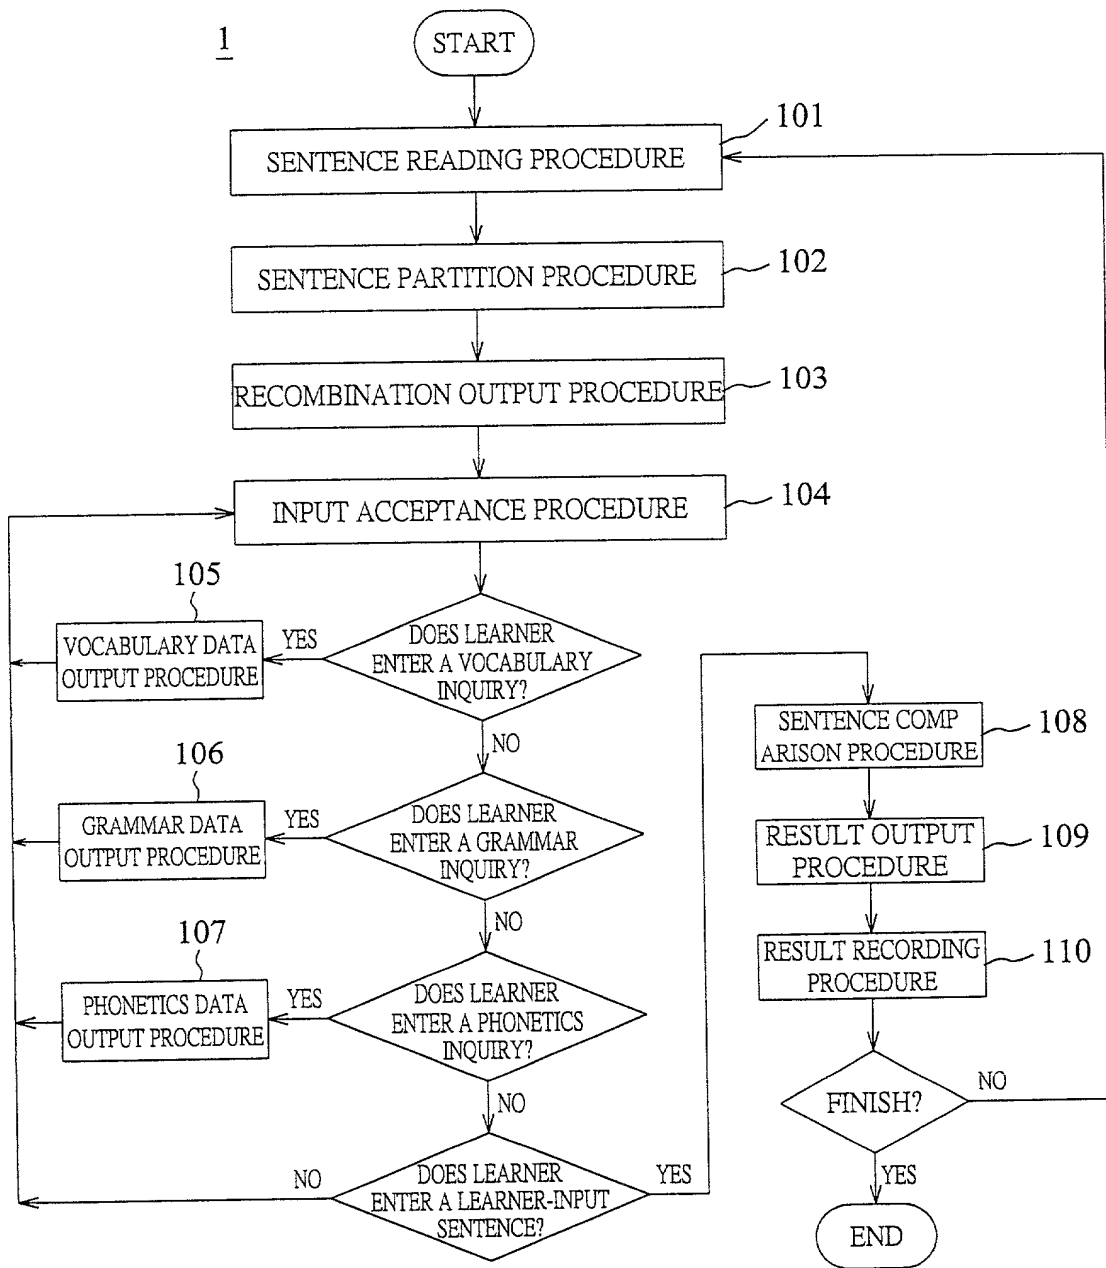 1
START
101
SENTENCE READING PROCEDURE
102
SENTENCE PARTITION PROCEDURE
103
RECOMBINATION OUTPUT PROCEDURE
104
INPUT ACCEPTANCE PROCEDURE
105
VOCABULARY DATA
OUTPUT PROCEDURE
YES
DOES LEARNER
ENTER A VOCABULARY
INQUIRY?
NO
106
GRAMMAR DATA
OUTPUT PROCEDURE
YES
DOES LEARNER
ENTER A GRAMMAR
INQUIRY?
NO
107
PHONETICS DATA
OUTPUT PROCEDURE
YES
DOES LEARNER
ENTER A PHONETICS
INQUIRY?
NO
NO
DOES LEARNER
ENTER A LEARNER-INPUT
SENTENCE?
YES
SENTENCE COMP
ARISON PROCEDURE
108
RESULT OUTPUT
PROCEDURE
109
RESULT RECORDING
PROCEDURE
110
FINISH?
NO
YES
END